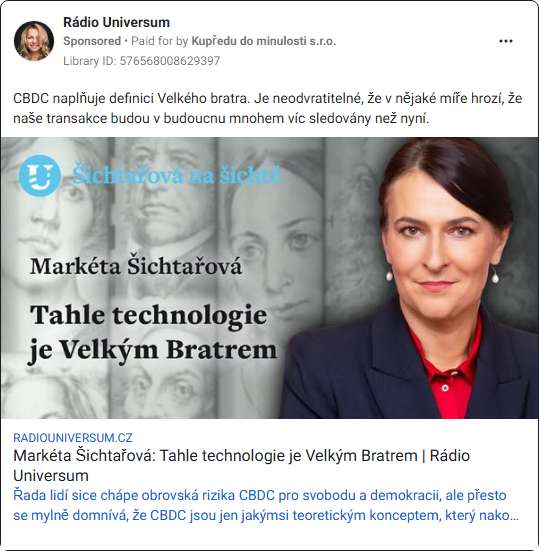 Rádio Universum
Sponsored • Paid for by Kupředu do minulosti s.r.o.
Library ID: 576568008629397
CBDC naplňuje definici Velkého bratra. Je neodvratitelné, že v nějaké míře hrozí, že
naše transakce budou v budoucnu mnohem víc sledovány než nyní.
U Šichtařová na šichtě
Markéta Šichtařová
Tahle technologie
je Velkým Bratrem
RADIOUNIVERSUM.CZ
Markéta Šichtařová: Tahle technologie je Velkým Bratrem | Rádio
Universum
Řada lidí sice chápe obrovská rizika CBDC pro svobodu a demokracii, ale přesto
se mylně domnívá, že CBDC jsou jen jakýmsi teoretickým konceptem, který nako...